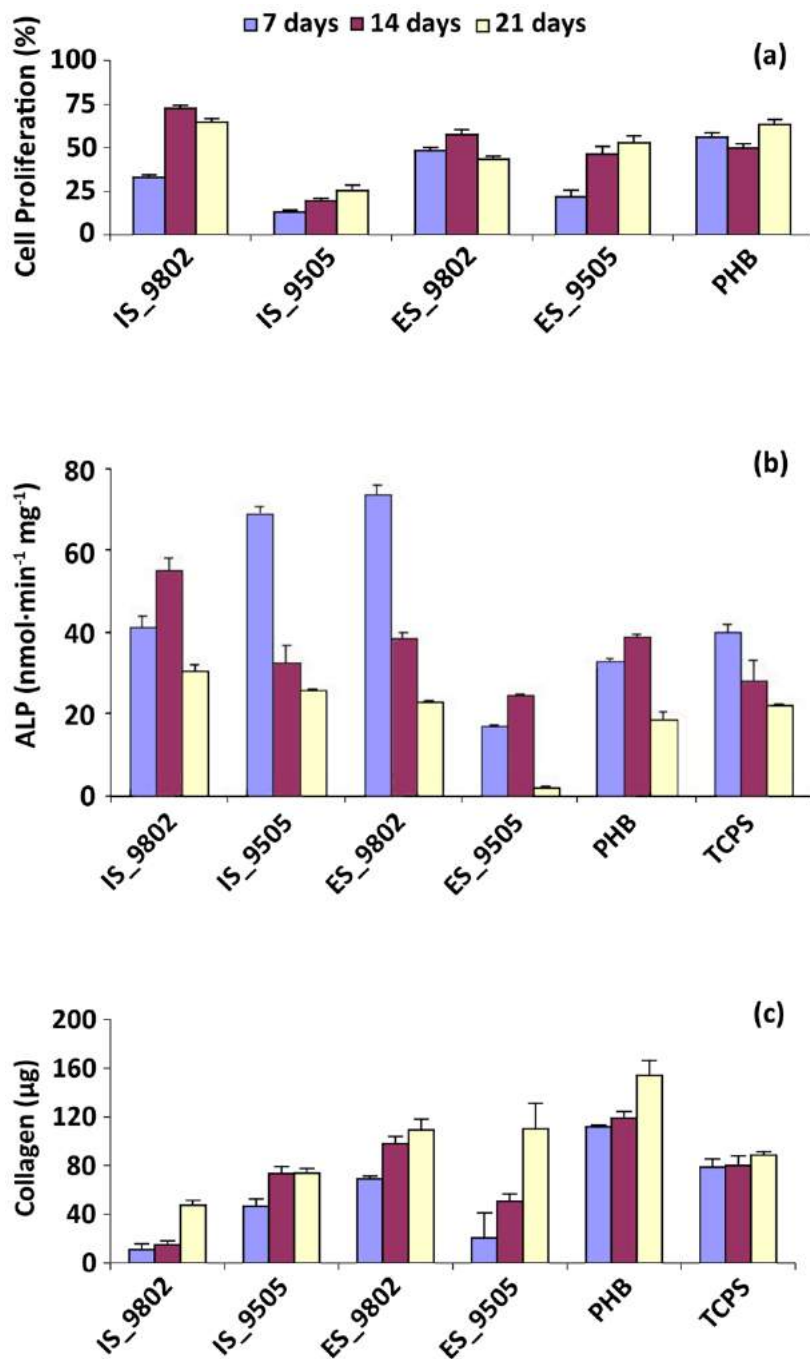 7 days 14 days 21 days
(a)
Cell Proliferation (%)
100
75
50
25
0
IS_9802 IS_9505 ES_9802 ES_9505 PHB
(b)
ALP (nmol·min⁻¹ mg⁻¹)
80
60
40
20
0
IS_9802 IS_9505 ES_9802 ES_9505 PHB TCPS
(c)
Collagen (µg)
200
160
120
80
40
0
IS_9802 IS_9505 ES_9802 ES_9505 PHB TCPS